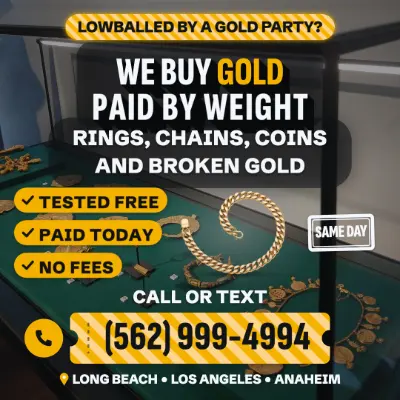 LOWBALLED BY A GOLD PARTY?
WE BUY GOLD
PAID BY WEIGHT
RINGS, CHAINS, COINS
AND BROKEN GOLD
TESTED FREE
PAID TODAY
NO FEES
SAME DAY
CALL OR TEXT
(562) 999-4994
LONG BEACH • LOS ANGELES • ANAHEIM